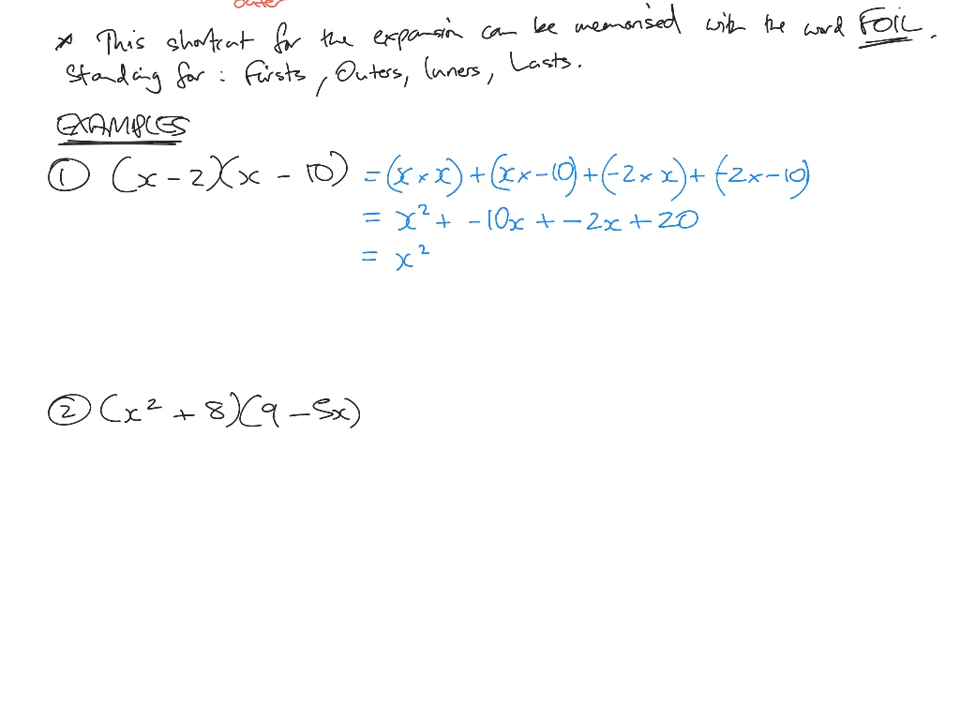 outer
* This shortcut for the expansion can be memorised with the word FOIL.
Standing for : Firsts, Outers, Inners, Lasts.
EXAMPLES
① (x - 2)(x - 10) = (x × x) + (x × -10) + (-2 × x) + (-2 × -10)
= x² + -10x + -2x + 20
= x²
② (x² + 8)(9 - 5x)